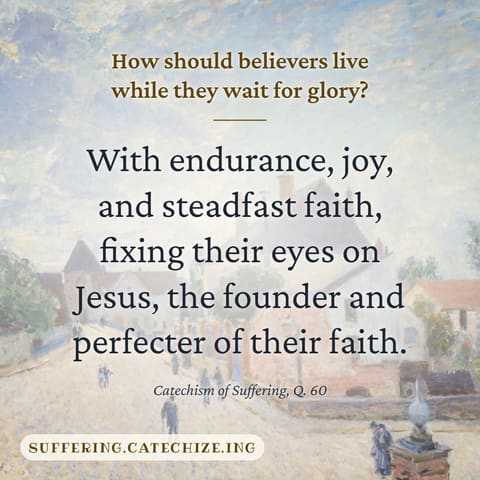 How should believers live
while they wait for glory?
With endurance, joy,
and steadfast faith,
fixing their eyes on
Jesus, the founder and
perfecter of their faith.
Catechism of Suffering, Q. 60
SUFFERING.CATECHIZE.ING